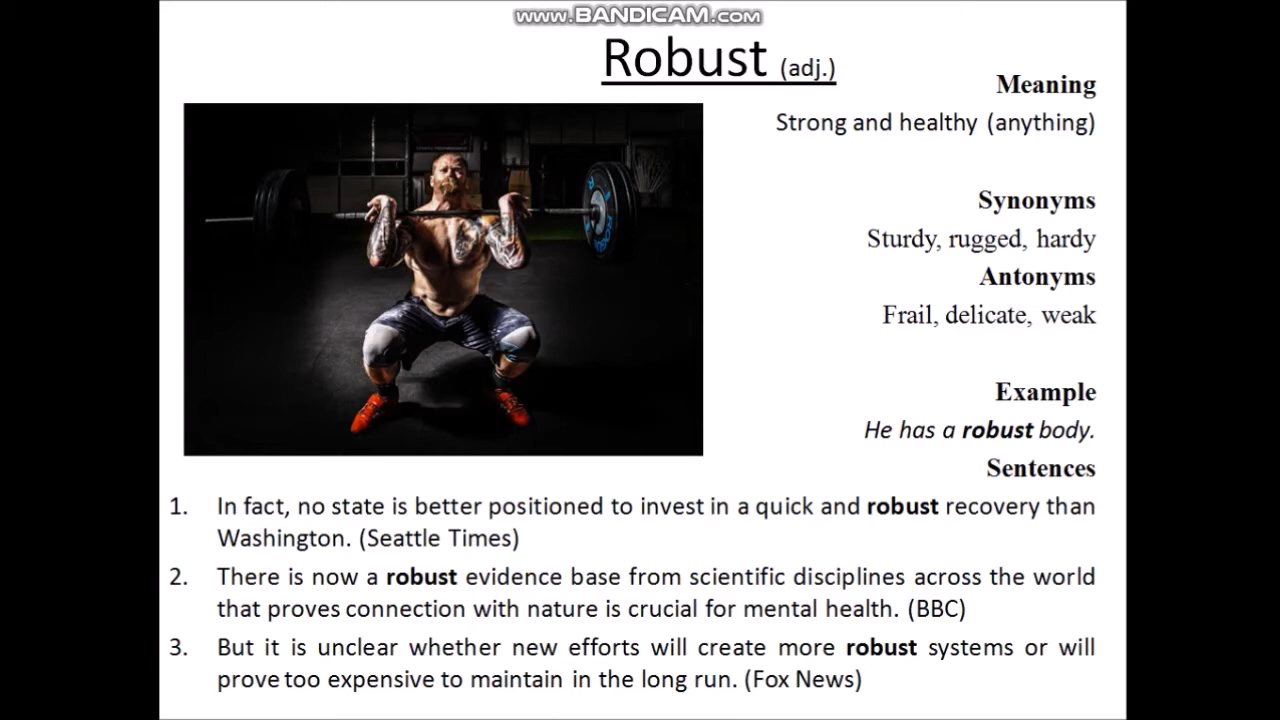 www.BANDICAM.com
Robust (adj.)
Meaning
Strong and healthy (anything)
Synonyms
Sturdy, rugged, hardy
Antonyms
Frail, delicate, weak
Example
He has a robust body.
Sentences
1. In fact, no state is better positioned to invest in a quick and robust recovery than
Washington. (Seattle Times)
2. There is now a robust evidence base from scientific disciplines across the world
that proves connection with nature is crucial for mental health. (BBC)
3. But it is unclear whether new efforts will create more robust systems or will
prove too expensive to maintain in the long run. (Fox News)